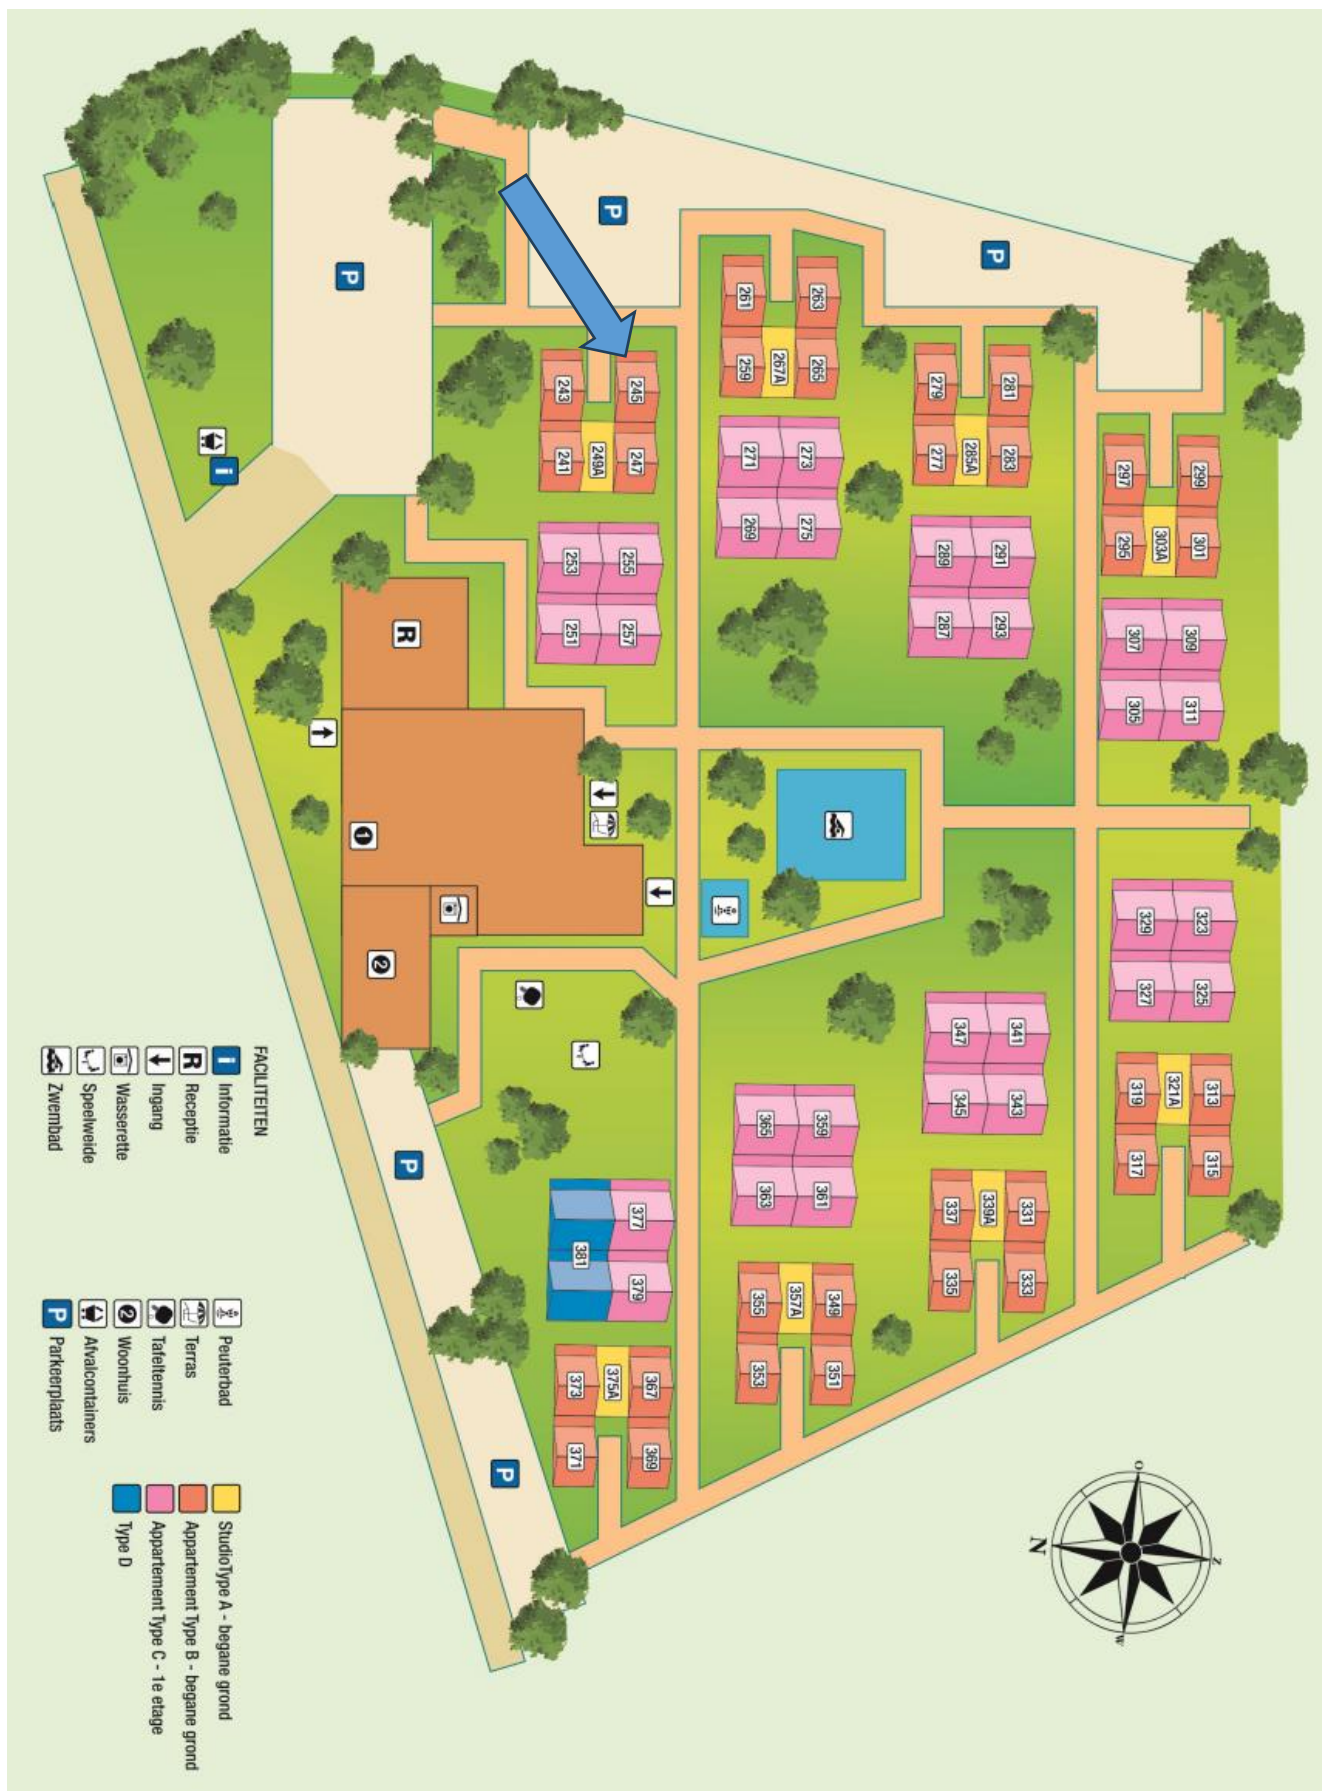 P
P
P
261
263
259
267A
265
279
281
277
285A
283
297
299
295
303A
301
243
245
241
249A
247
271
273
269
275
289
291
287
293
307
309
305
311
253
255
251
257
i
R
1
2
329
323
327
325
347
341
345
343
319
321A
313
317
315
365
359
363
361
337
339A
331
335
333
377
381
379
355
357A
349
353
351
373
375A
367
371
369
P
P
FACILITEITEN
i Informatie
R Receptie
Ingang
Wasserette
Speelweide
Zwembad
Peuterbad
Terras
Tafeltennis
2 Woonhuis
Afvalcontainers
P Parkeerplaats
StudioType A - begane grond
Appartement Type B - begane grond
Appartement Type C - 1e etage
Type D
O
N
Z
W